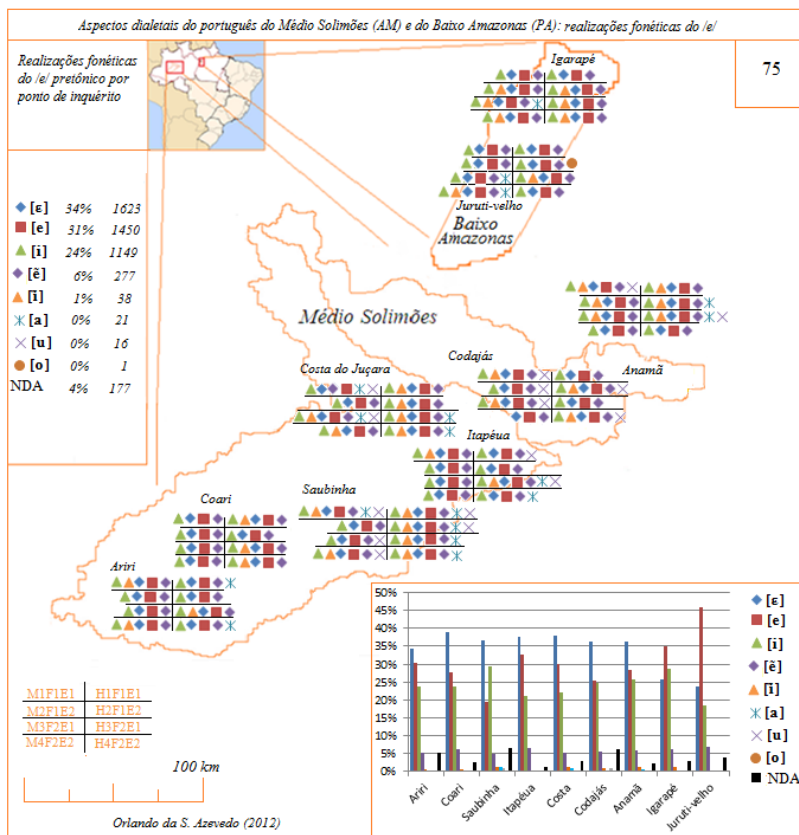 Aspectos dialetais do português do Médio Solimões (AM) e do Baixo Amazonas (PA): realizações fonéticas do /e/
Realizações fonéticas
do /e/ pretônico por
ponto de inquérito
75
[ɛ] 34% 1623
[e] 31% 1450
[i] 24% 1149
[ẽ] 6% 277
[ĩ] 1% 38
[a] 0% 21
[u] 0% 16
[o] 0% 1
NDA 4% 177
Igarapé
Juruti-velho
Baixo
Amazonas
Médio Solimões
Costa do Juçara
Codajás
Anamã
Itapéua
Saubinha
Coari
Ariri
M1F1E1 H1F1E1
M2F1E2 H2F1E2
M3F2E1 H3F2E1
M4F2E2 H4F2E2
100 km
Orlando da S. Azevedo (2012)
50%
45%
40%
35%
30%
25%
20%
15%
10%
5%
0%
Ariri
Coari
Saubinha
Itapéua
Costa
Codajás
Anamã
Igarapé
Juruti-velho
[ɛ]
[e]
[i]
[ẽ]
[ĩ]
[a]
[u]
[o]
NDA